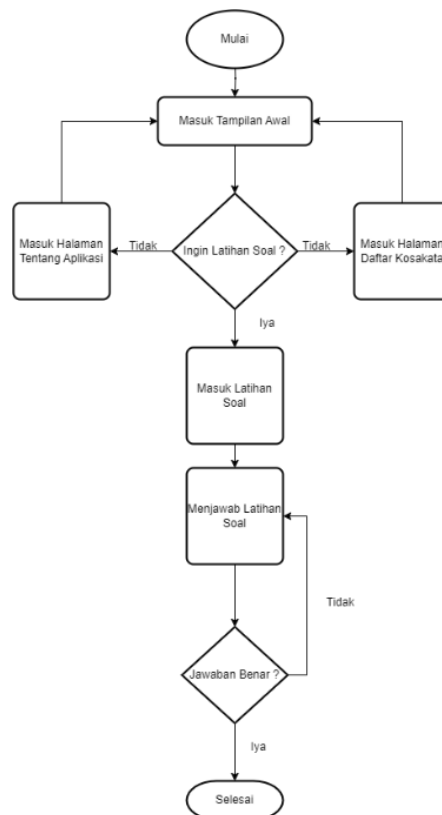 Mulai
Masuk Tampilan Awal
Masuk Halaman
Tentang Aplikasi
Tidak
Ingin Latihan Soal ?
Tidak
Masuk Halaman
Daftar Kosakata
Iya
Masuk Latihan
Soal
Menjawab Latihan
Soal
Tidak
Jawaban Benar ?
Iya
Selesai